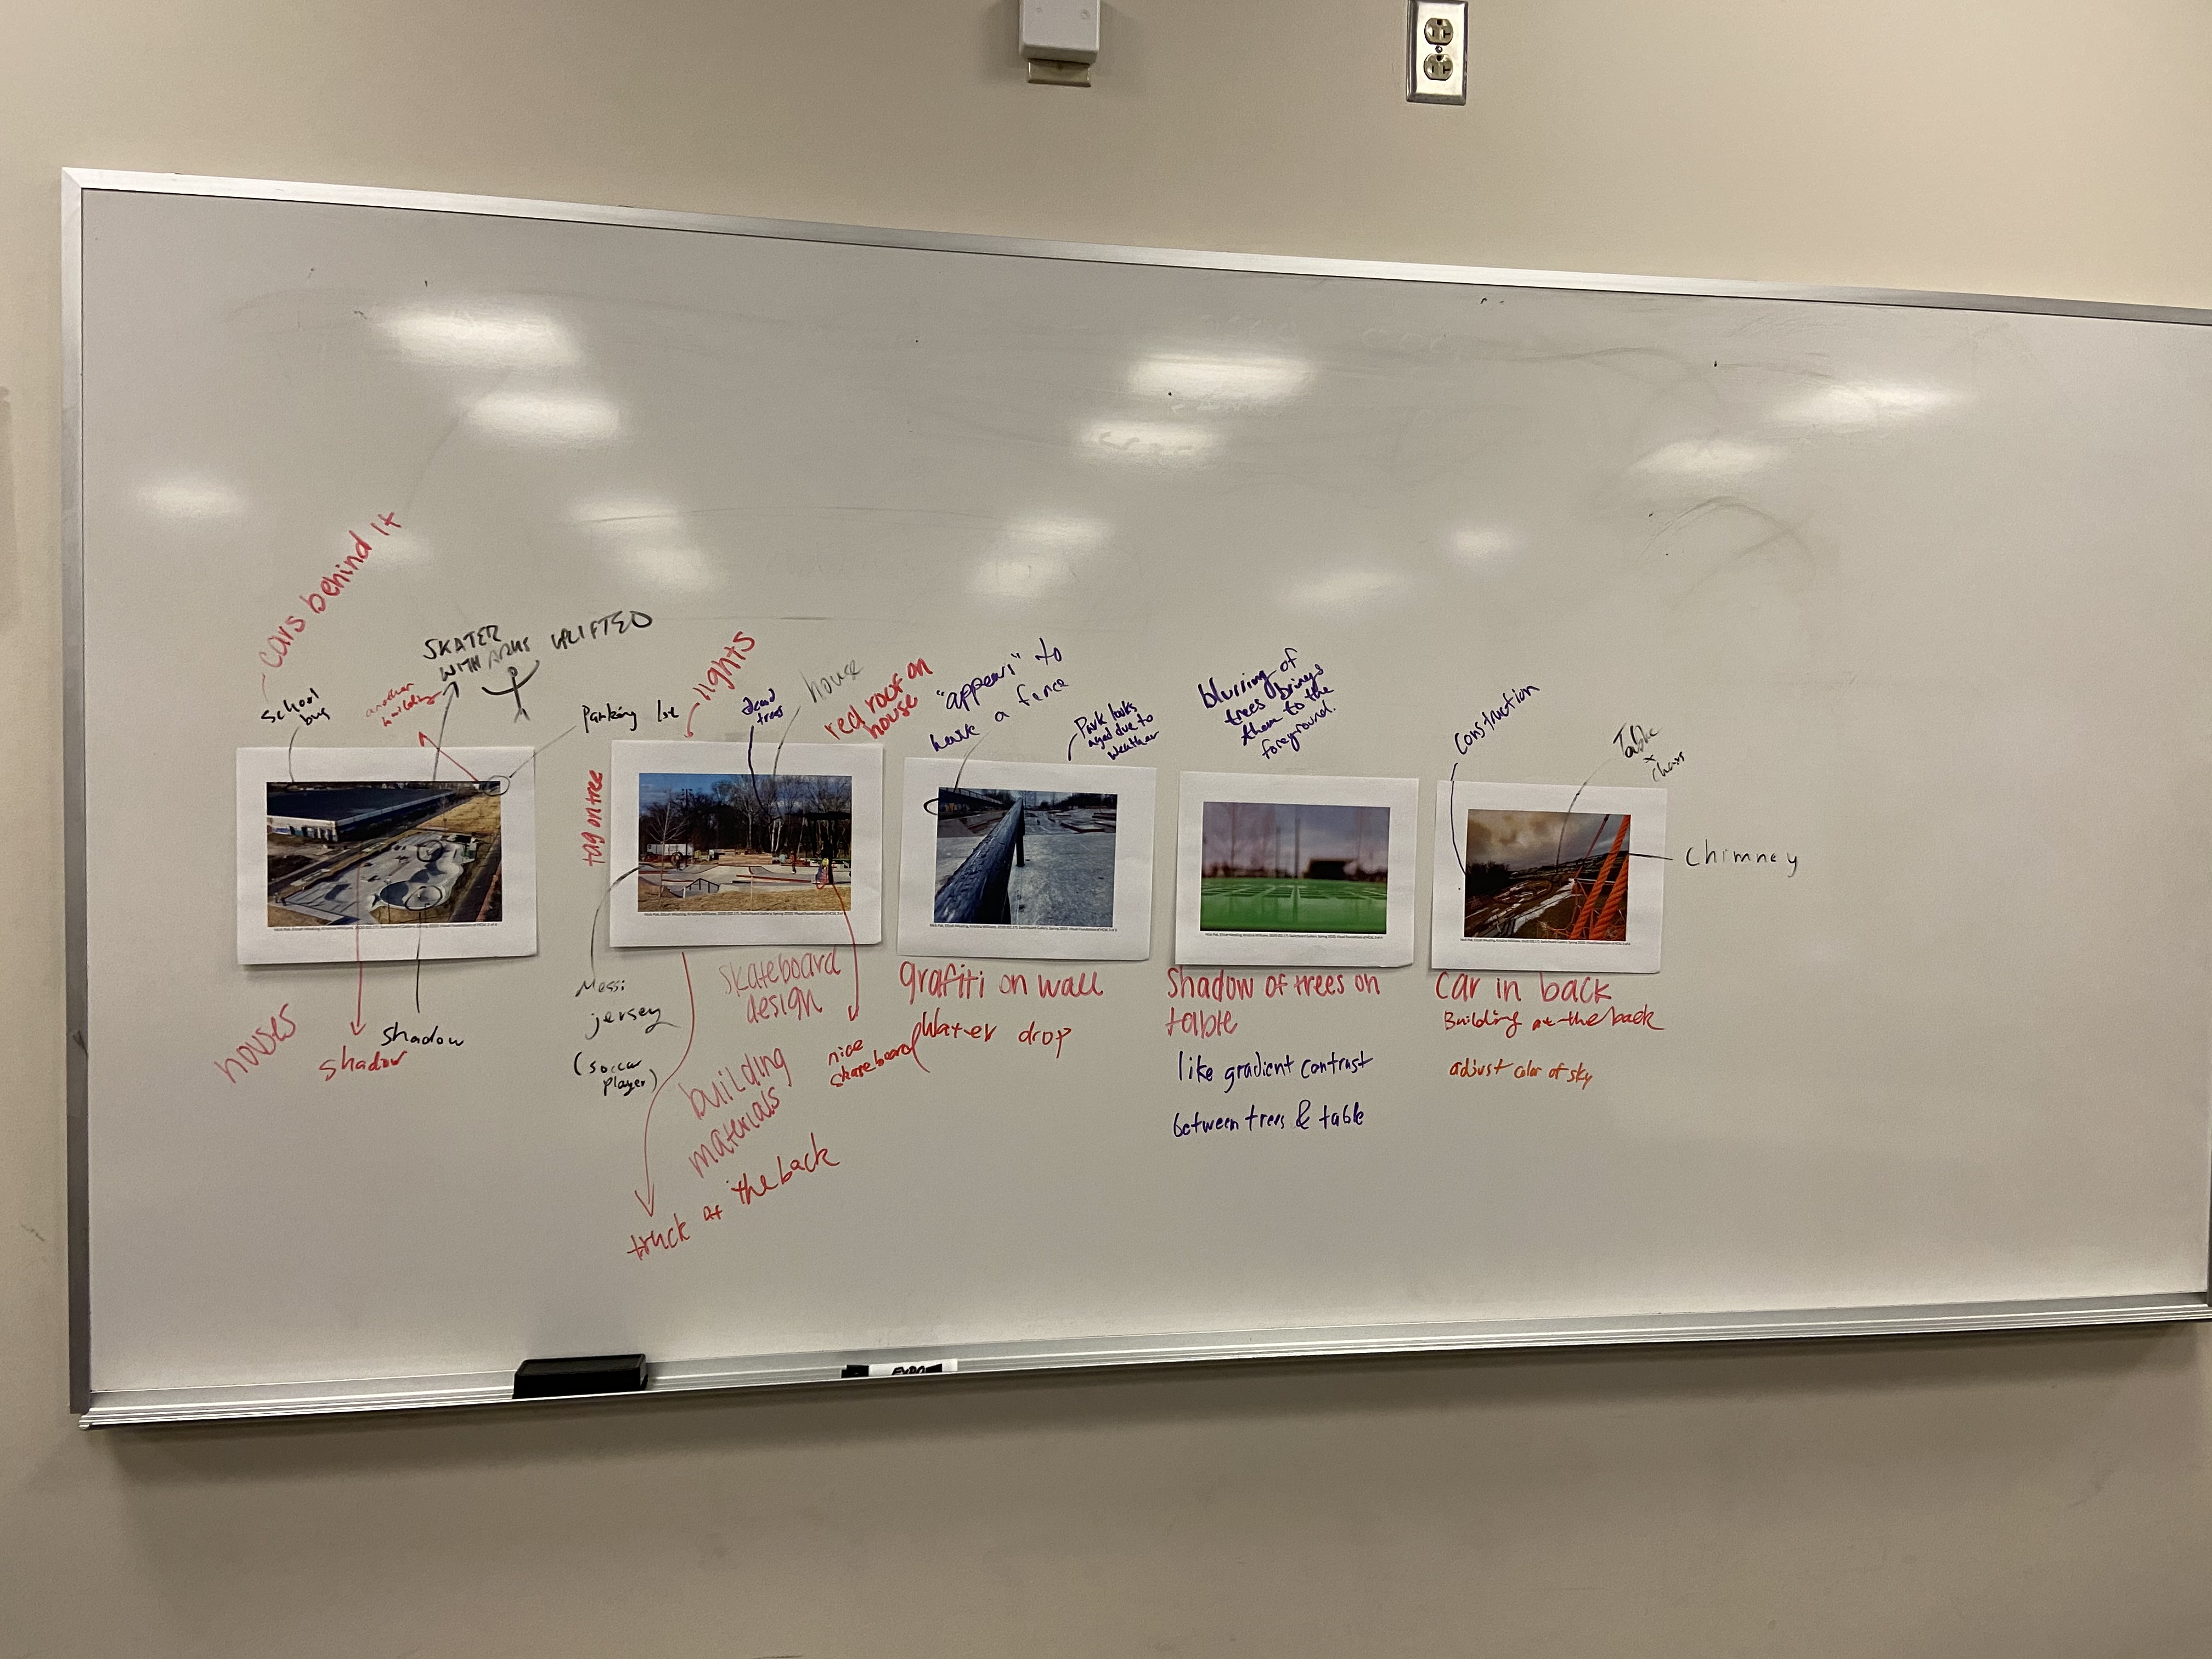 cars behind it
SKATER
WITH ARMS UPLIFTED
school
bus
another
building
Parking lot
houses
shadow
shadow
lights
dead
trees
house
red roof on
house
tag on tree
Messi
jersey
(soccer
player)
skateboard
design
nice
skateboard
building
materials
truck at the back
"appears" to
have a fence
Park looks
aged due to
weather
grafiti on wall
Water drop
blurring of
trees brings
them to the
foreground.
Shadow of trees on
table
like gradient contrast
between trees & table
construction
Table
x
chairs
chimney
Car in back
Building at the back
adjust color of sky
EXPO